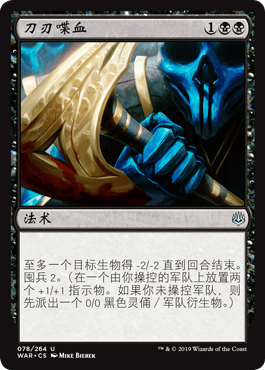 刀刃喋血 1
法术
至多一个目标生物得 -2/-2 直到回合结束。
囤兵 2。（在一个由你操控的军队上放置两
个 +1/+1 指示物。如果你未操控军队，则
先派出一个 0/0 黑色灵俑／军队衍生物。）
078/264 U
WAR • CS MIKE BIEREK
™ & © 2019 Wizards of the Coast